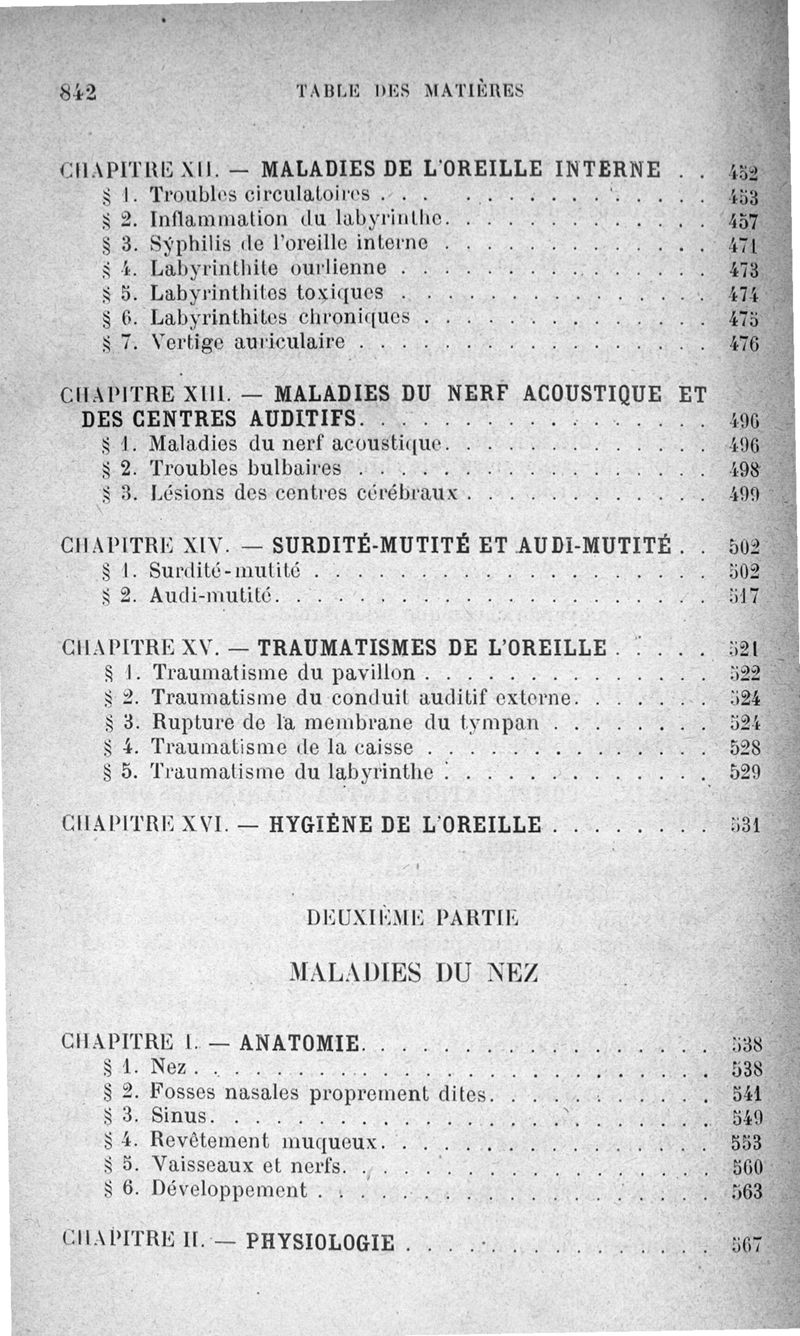 842 TABLE DES MATIÈRES
CHAPITRE XII. — MALADIES DE L'OREILLE INTERNE . . 452
§ 1. Troubles circulatoires . . . . . . . . . . . . . . . 453
§ 2. Inflammation du labyrinthe. . . . . . . . . . . . . 457
§ 3. Syphilis de l'oreille interne . . . . . . . . . . . . . 471
§ 4. Labyrinthite ourlienne . . . . . . . . . . . . . . . 473
§ 5. Labyrinthites toxiques . . . . . . . . . . . . . . . 474
§ 6. Labyrinthites chroniques . . . . . . . . . . . . . . 475
§ 7. Vertige auriculaire . . . . . . . . . . . . . . . . . 476
CHAPITRE XIII. — MALADIES DU NERF ACOUSTIQUE ET
DES CENTRES AUDITIFS. . . . . . . . . . . . . . . . . 496
§ 1. Maladies du nerf acoustique. . . . . . . . . . . . . 496
§ 2. Troubles bulbaires . . . . . . . . . . . . . . . . . 498
§ 3. Lésions des centres cérébraux . . . . . . . . . . . . 499
CHAPITRE XIV. — SURDITÉ-MUTITÉ ET AUDI-MUTITÉ . . 502
§ 1. Surdité-mutité . . . . . . . . . . . . . . . . . . . 502
§ 2. Audi-mutité. . . . . . . . . . . . . . . . . . . . . 517
CHAPITRE XV. — TRAUMATISMES DE L'OREILLE . . . . . 521
§ 1. Traumatisme du pavillon . . . . . . . . . . . . . . 522
§ 2. Traumatisme du conduit auditif externe. . . . . . . 524
§ 3. Rupture de la membrane du tympan . . . . . . . . 524
§ 4. Traumatisme de la caisse . . . . . . . . . . . . . . 528
§ 5. Traumatisme du labyrinthe . . . . . . . . . . . . . 529
CHAPITRE XVI. — HYGIÈNE DE L'OREILLE . . . . . . . . 531
DEUXIÈME PARTIE
MALADIES DU NEZ
CHAPITRE I. — ANATOMIE. . . . . . . . . . . . . . . . . 538
§ 1. Nez . . . . . . . . . . . . . . . . . . . . . . . . . 538
§ 2. Fosses nasales proprement dites. . . . . . . . . . . 541
§ 3. Sinus. . . . . . . . . . . . . . . . . . . . . . . . 549
§ 4. Revêtement muqueux. . . . . . . . . . . . . . . . 553
§ 5. Vaisseaux et nerfs. . . . . . . . . . . . . . . . . . 560
§ 6. Développement . . . . . . . . . . . . . . . . . . . 563
CHAPITRE II. — PHYSIOLOGIE . . . . . . . . . . . . . . . 567